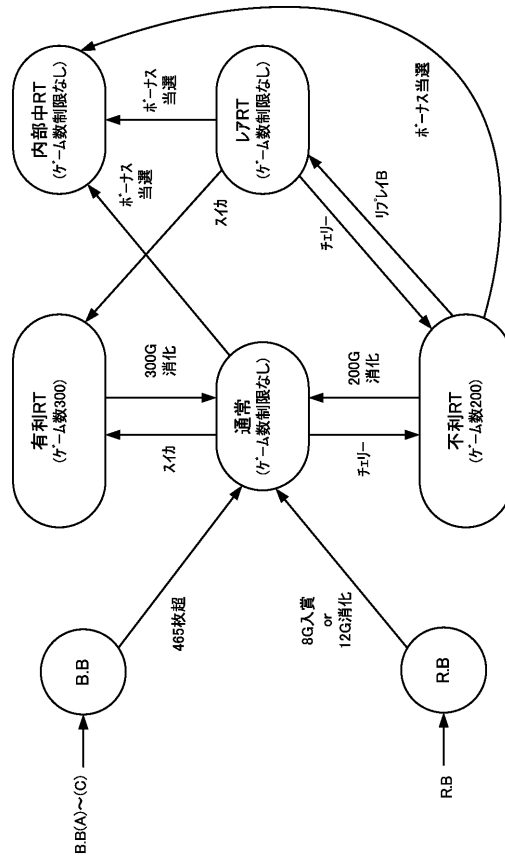 B.B(A)～(C)
B.B
465枚超
R.B
R.B
8G入賞
or
12G消化
有利RT
(ゲーム数300)
スイカ
300G
消化
通常
(ゲーム数制限なし)
チェリー
200G
消化
不利RT
(ゲーム数200)
内部中RT
(ゲーム数制限なし)
ボーナス
当選
ボーナス
当選
スイカ
レアRT
(ゲーム数制限なし)
チェリー
リプレイB
ボーナス当選